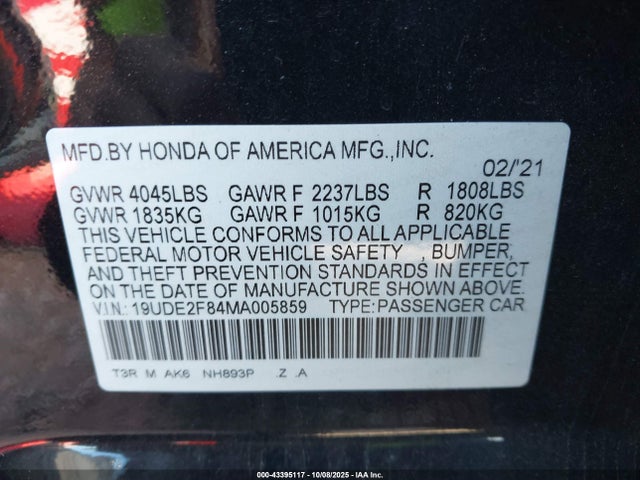 MFD.BY HONDA OF AMERICA MFG.,INC.
02/'21
GVWR 4045LBS GAWR F 2237LBS R 1808LBS
GVWR 1835KG GAWR F 1015KG R 820KG
THIS VEHICLE CONFORMS TO ALL APPLICABLE
FEDERAL MOTOR VEHICLE SAFETY , BUMPER,
AND THEFT PREVENTION STANDARDS IN EFFECT
ON THE DATE OF MANUFACTURE SHOWN ABOVE.
V.I.N.: 19UDE2F84MA005859 TYPE:PASSENGER CAR
T3R M AK6 NH893P .Z .A
000-43395117 | 10/08/2025 | IAA Inc.